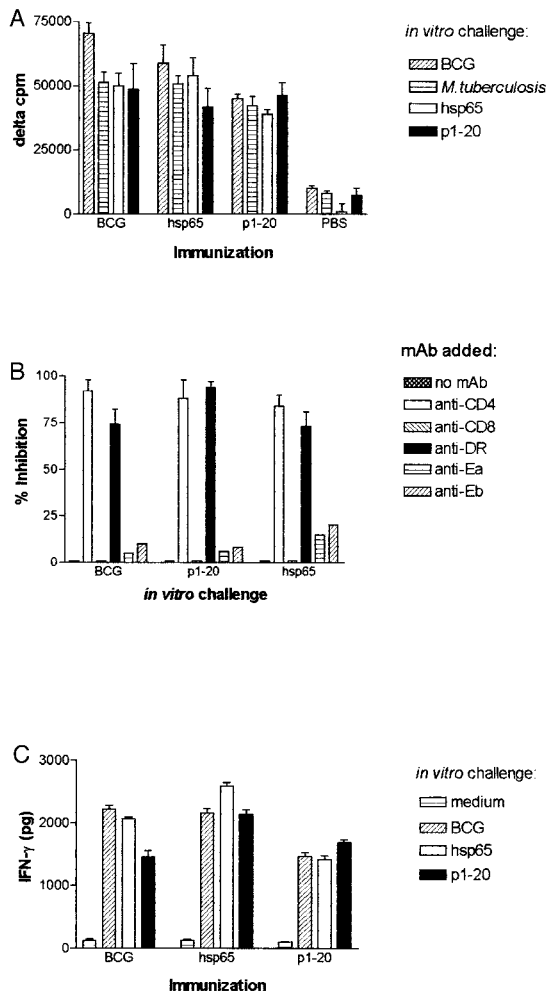 A
75000
50000
25000
0
delta cpm
BCG hsp65 p1-20 PBS
Immunization
in vitro challenge:
BCG
M.tuberculosis
hsp65
p1-20
B
100
75
50
25
0
% Inhibition
BCG p1-20 hsp65
in vitro challenge
mAb added:
no mAb
anti-CD4
anti-CD8
anti-DR
anti-Ea
anti-Eb
C
3000
2000
1000
0
IFN-γ (pg)
BCG hsp65 p1-20
Immunization
in vitro challenge:
medium
BCG
hsp65
p1-20